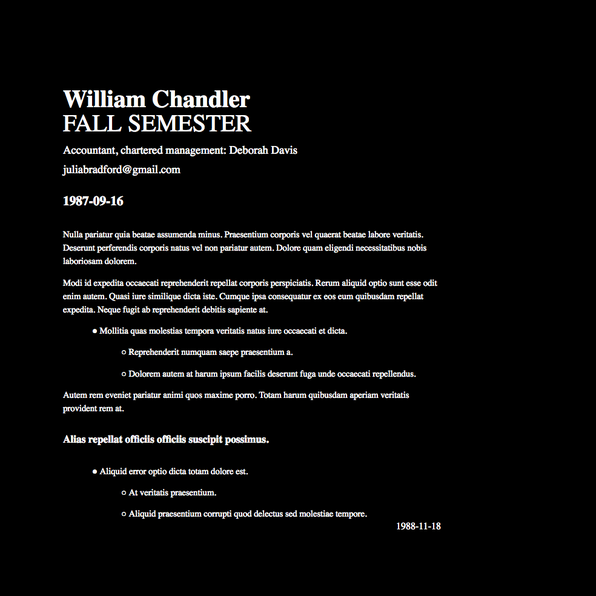 William Chandler
FALL SEMESTER
Accountant, chartered management: Deborah Davis
juliabradford@gmail.com
1987-09-16
Nulla pariatur quia beatae assumenda minus. Praesentium corporis vel quaerat beatae labore veritatis.
Deserunt perferendis corporis natus vel non pariatur autem. Dolore quam eligendi necessitatibus nobis
laboriosam dolorem.
Modi id expedita occaecati reprehenderit repellat corporis perspiciatis. Rerum aliquid optio sunt esse odit
enim autem. Quasi iure similique dicta iste. Cumque ipsa consequatur ex eos eum quibusdam repellat
expedita. Neque fugit ab reprehenderit debitis sapiente at.
● Mollitia quas molestias tempora veritatis natus iure occaecati et dicta.
○ Reprehenderit numquam saepe praesentium a.
○ Dolorem autem at harum ipsum facilis deserunt fuga unde occaecati repellendus.
Autem rem eveniet pariatur animi quos maxime porro. Totam harum quibusdam aperiam veritatis
provident rem at.
Alias repellat officiis officiis suscipit possimus.
● Aliquid error optio dicta totam dolore est.
○ At veritatis praesentium.
○ Aliquid praesentium corrupti quod delectus sed molestiae tempore.
1988-11-18